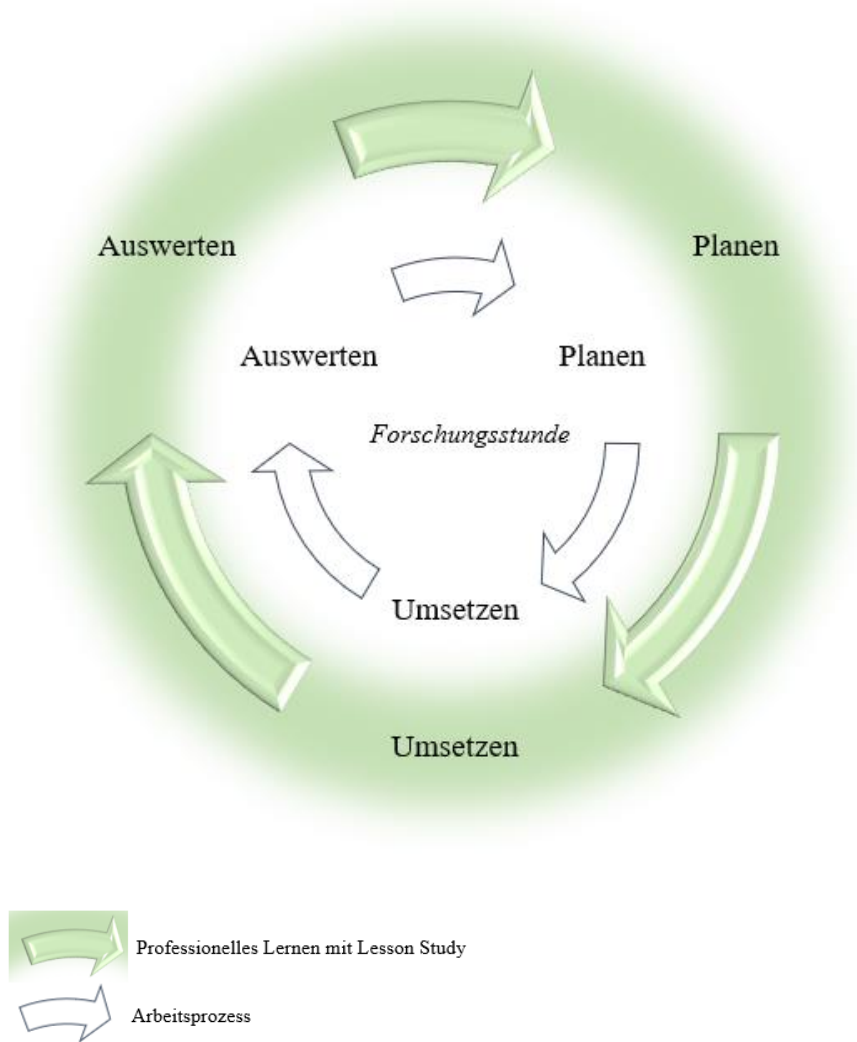 Auswerten
Planen
Auswerten
Planen
Forschungsstunde
Umsetzen
Umsetzen
Professionelles Lernen mit Lesson Study
Arbeitsprozess